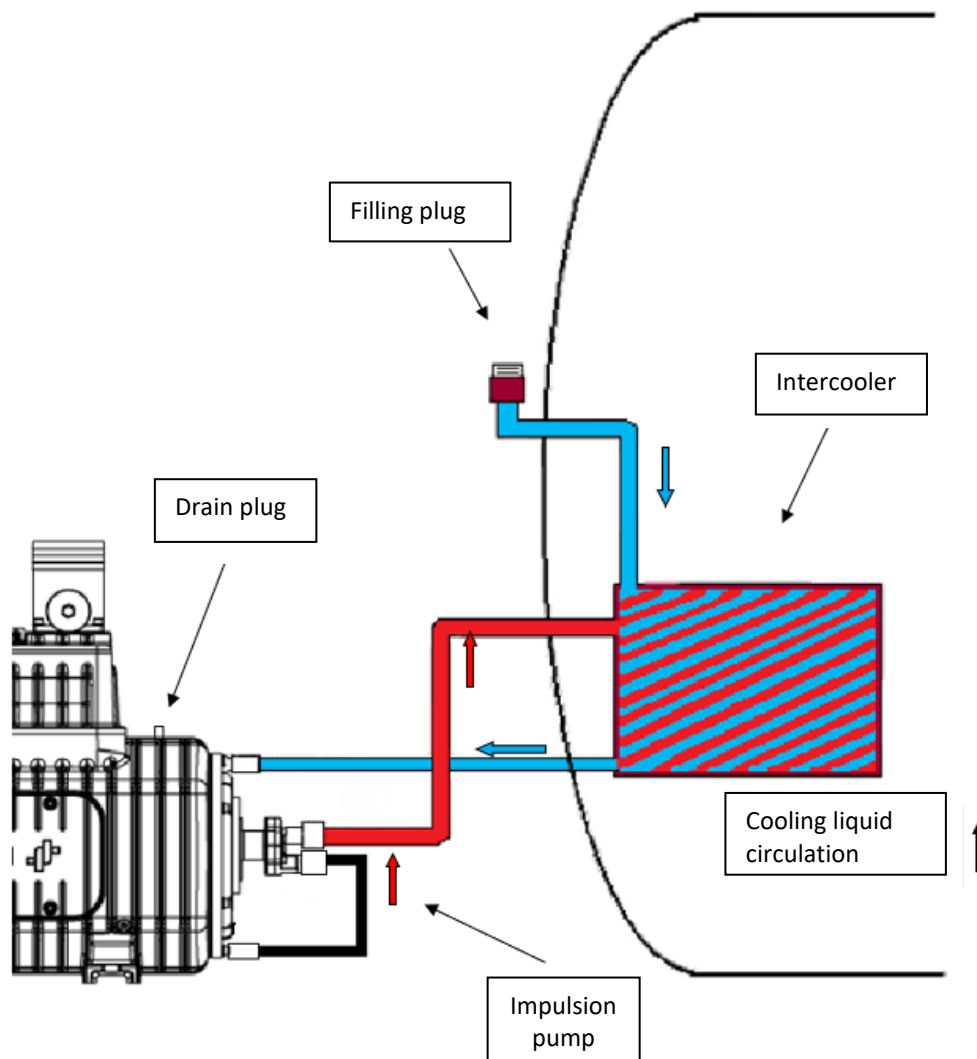 Filling plug
Intercooler
Drain plug
Cooling liquid
circulation
Impulsion
pump